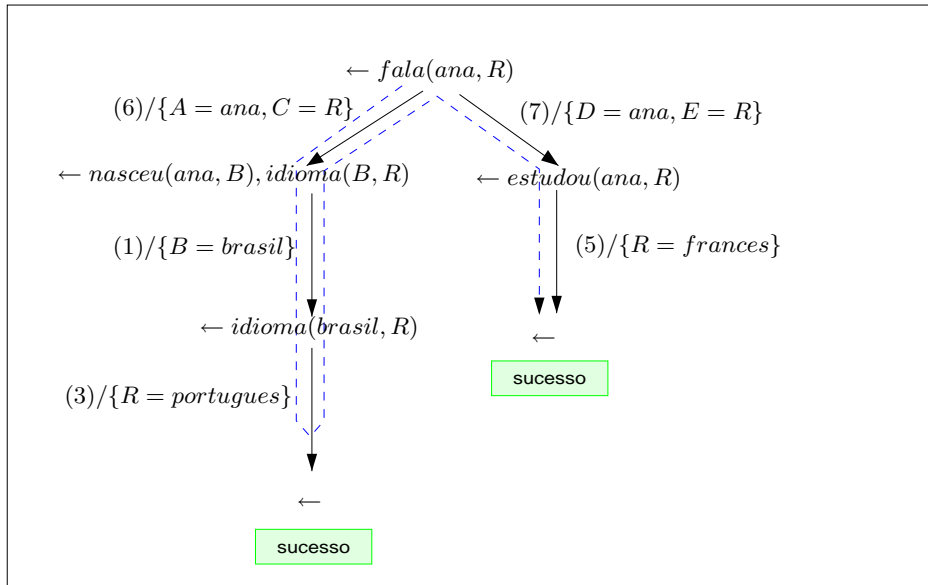 ← fala(ana, R)
(6)/{A = ana, C = R}
(7)/{D = ana, E = R}
← nasceu(ana, B), idioma(B, R)
← estudou(ana, R)
(1)/{B = brasil}
(5)/{R = frances}
← idioma(brasil, R)
←
sucesso
(3)/{R = portugues}
←
sucesso